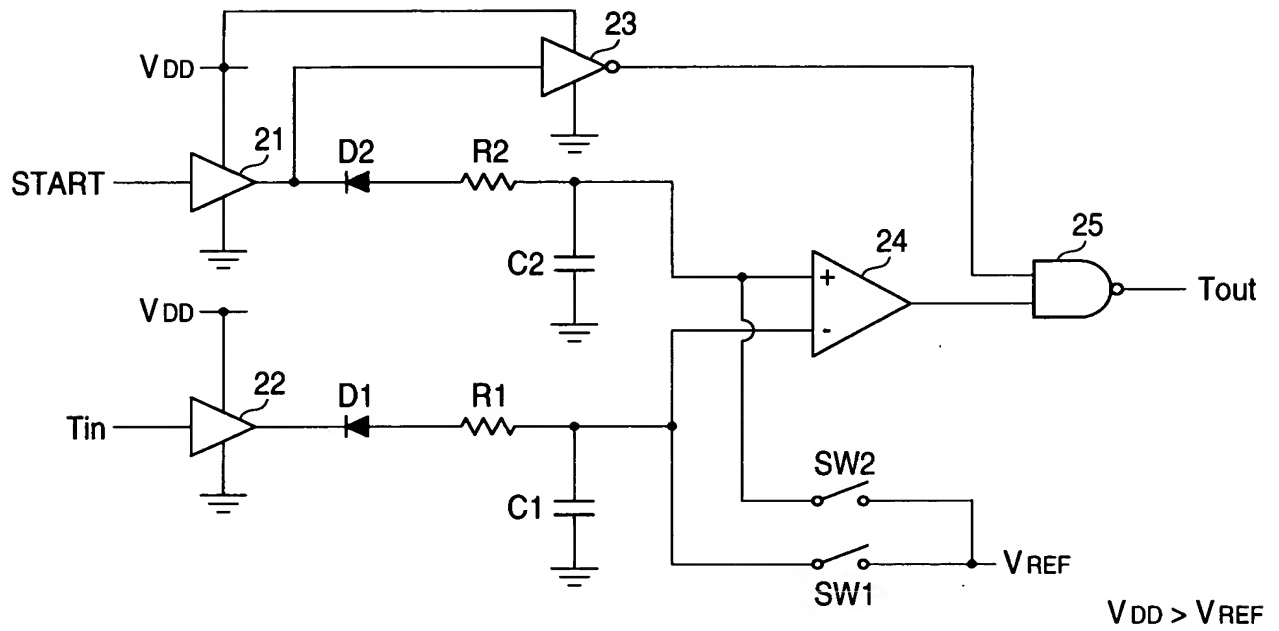 23
VDD
21
START
D2
R2
C2
24
25
Tout
VDD
22
Tin
D1
R1
C1
+
-
SW2
SW1
VREF
VDD > VREF